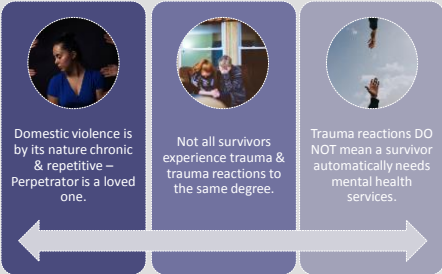 Domestic violence is
by its nature chronic
& repetitive –
Perpetrator is a loved
one.
Not all survivors
experience trauma &
trauma reactions to
the same degree.
Trauma reactions DO
NOT mean a survivor
automatically needs
mental health
services.